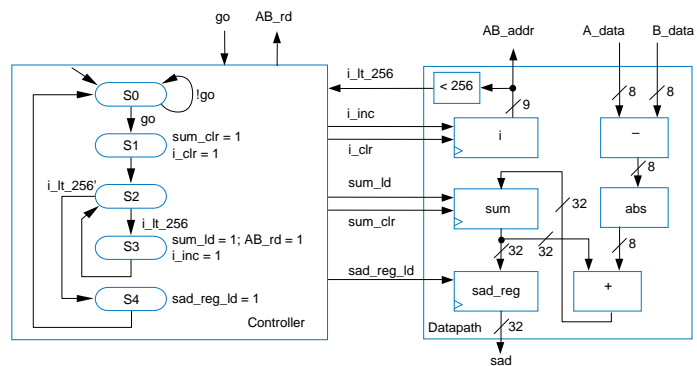 go
AB_rd
AB_addr
A_data
B_data
i_lt_256
< 256
8
8
9
S0
!go
go
i_inc
i
–
S1
sum_clr = 1
i_clr = 1
i_clr
8
i_lt_256'
S2
sum_ld
sum
32
abs
i_lt_256
sum_clr
8
S3
sum_ld = 1; AB_rd = 1
i_inc = 1
32
32
sad_reg_ld
sad_reg
+
S4
sad_reg_ld = 1
Controller
Datapath
32
sad